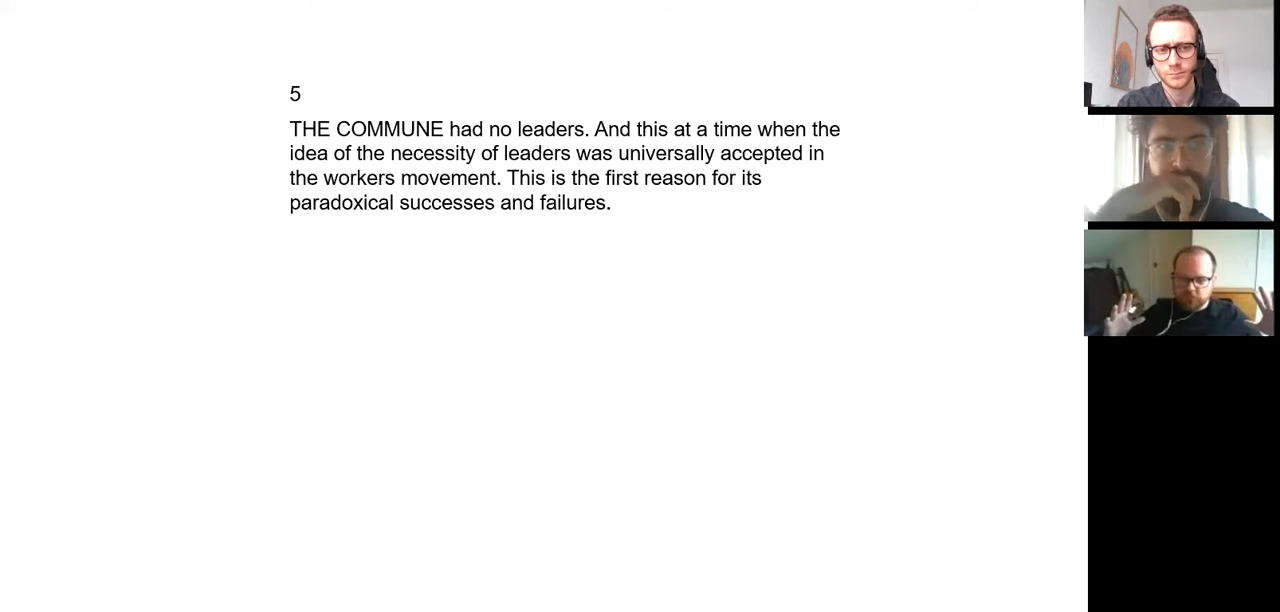 5
THE COMMUNE had no leaders. And this at a time when the
idea of the necessity of leaders was universally accepted in
the workers movement. This is the first reason for its
paradoxical successes and failures.